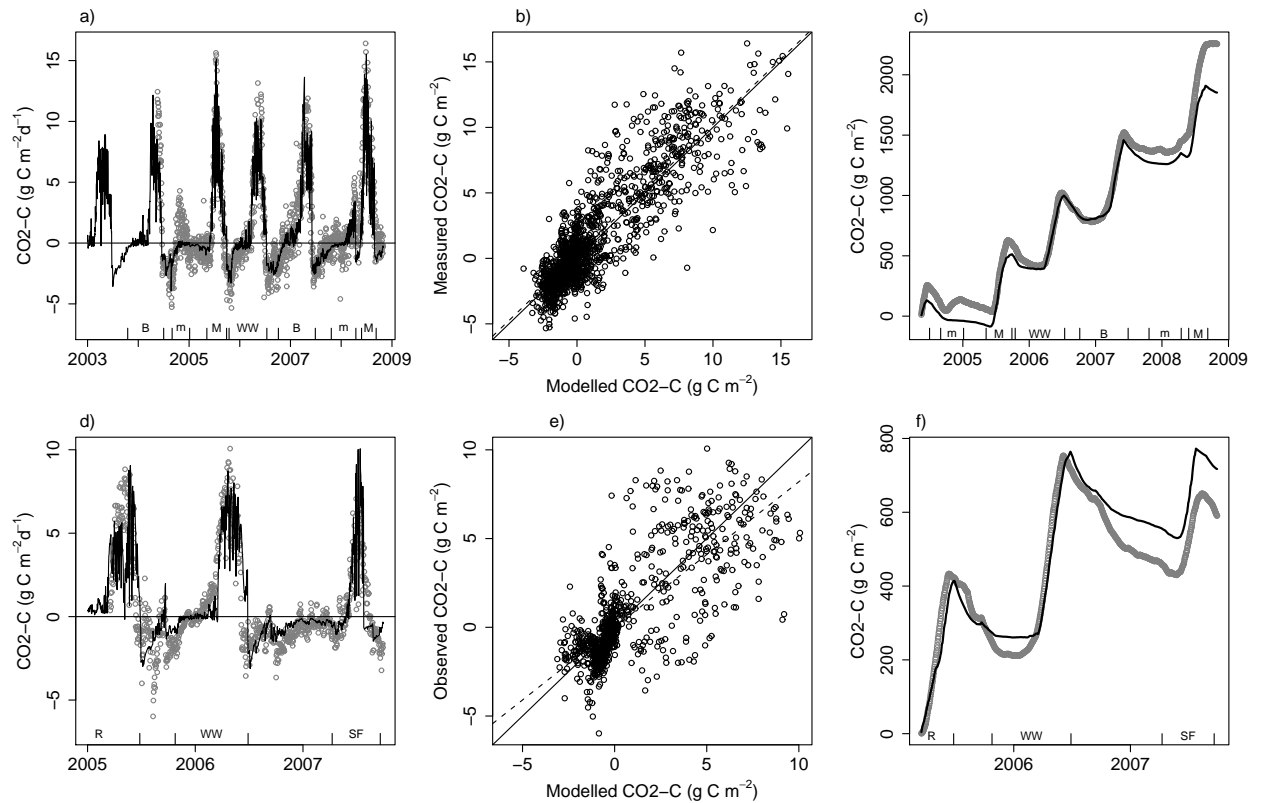 a)
CO2−C (g C m−2d−1)
15
10
5
0
−5
B m M WW B m M
2003 2005 2007 2009
b)
Measured CO2−C (g C m−2)
15
10
5
0
−5
−5 0 5 10 15
Modelled CO2−C (g C m−2)
c)
CO2−C (g C m−2)
2000
1500
1000
500
0
m M WW B m M
2005 2006 2007 2008 2009
d)
CO2−C (g C m−2d−1)
10
5
0
−5
R WW SF
2005 2006 2007
e)
Observed CO2−C (g C m−2)
10
5
0
−5
−5 0 5 10
Modelled CO2−C (g C m−2)
f)
CO2−C (g C m−2)
800
600
400
200
0
R WW SF
2006 2007